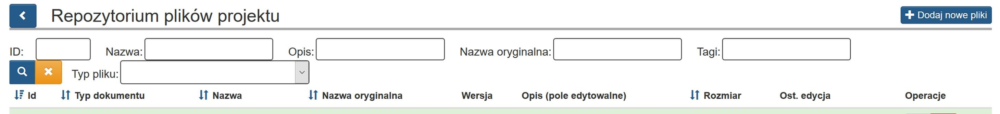 Repozytorium plików projektu
Dodaj nowe pliki
ID: Nazwa: Opis: Nazwa oryginalna: Tagi:
Typ pliku:
Id Typ dokumentu Nazwa Nazwa oryginalna Wersja Opis (pole edytowalne) Rozmiar Ost. edycja Operacje